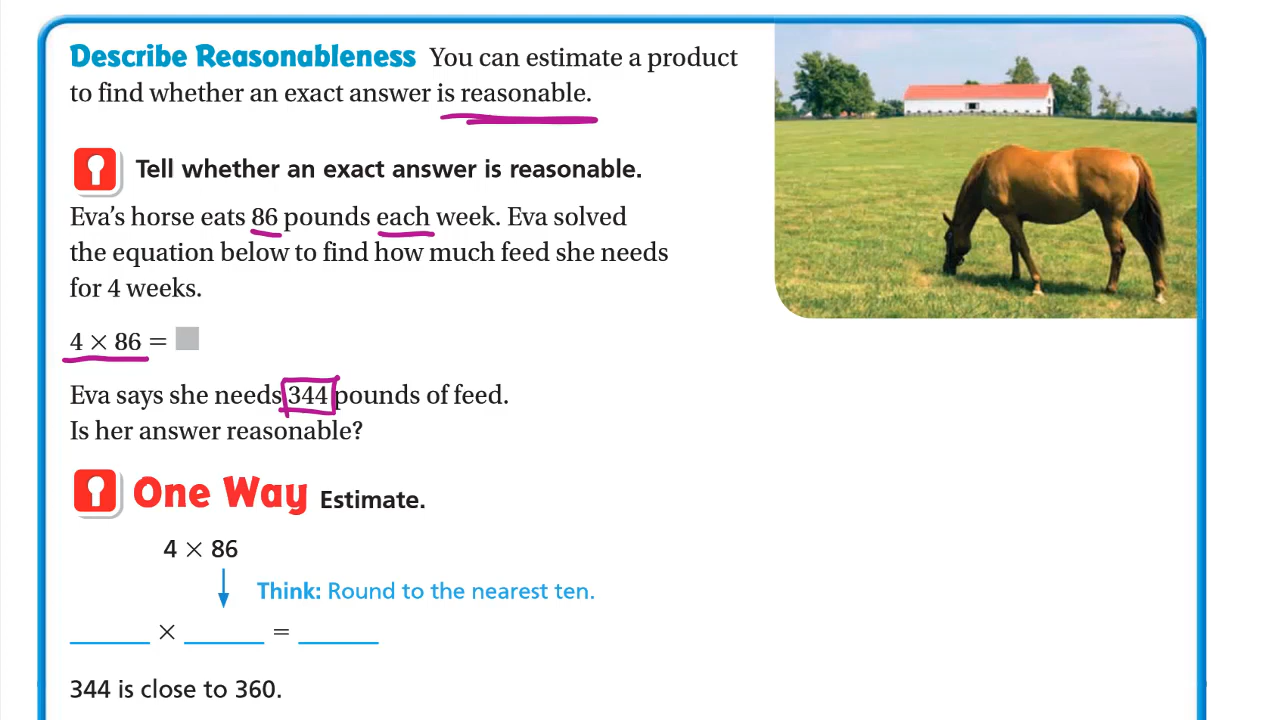 Describe Reasonableness You can estimate a product
to find whether an exact answer is reasonable.
Tell whether an exact answer is reasonable.
Eva's horse eats 86 pounds each week. Eva solved
the equation below to find how much feed she needs
for 4 weeks.
4 × 86 =
Eva says she needs 344 pounds of feed.
Is her answer reasonable?
One Way Estimate.
4 × 86
Think: Round to the nearest ten.
× =
344 is close to 360.